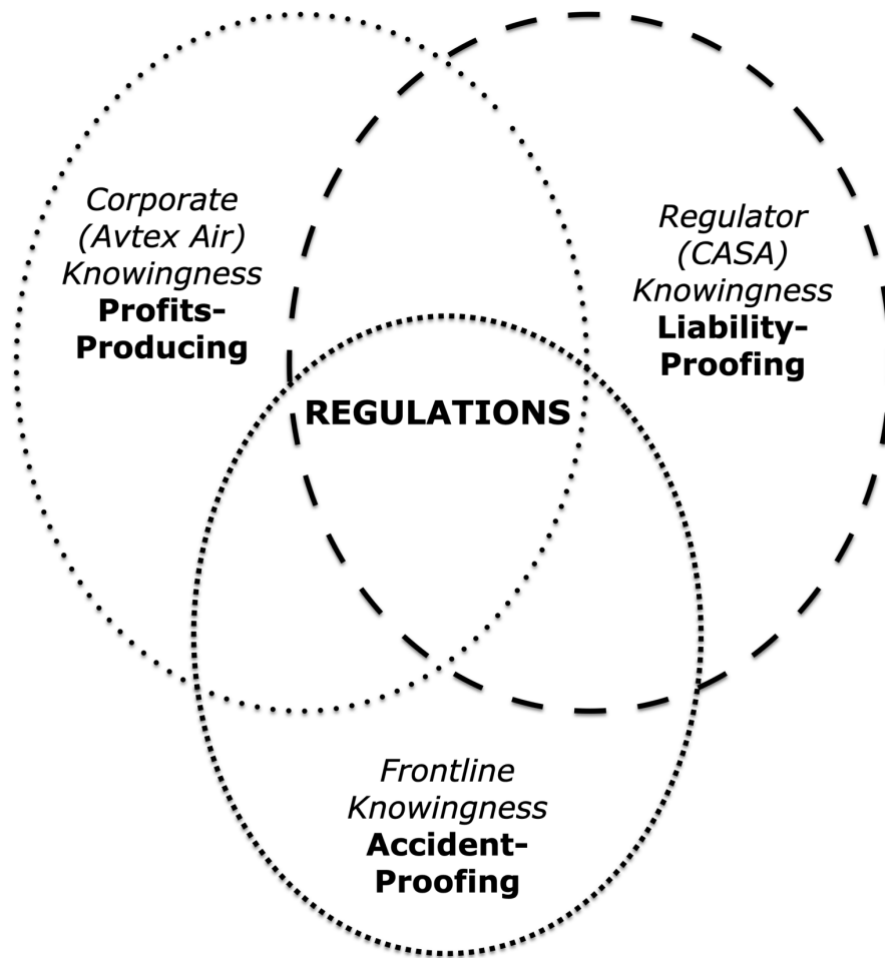 Corporate
(Avtex Air)
Knowingness
Profits-
Producing
Regulator
(CASA)
Knowingness
Liability-
Proofing
REGULATIONS
Frontline
Knowingness
Accident-
Proofing